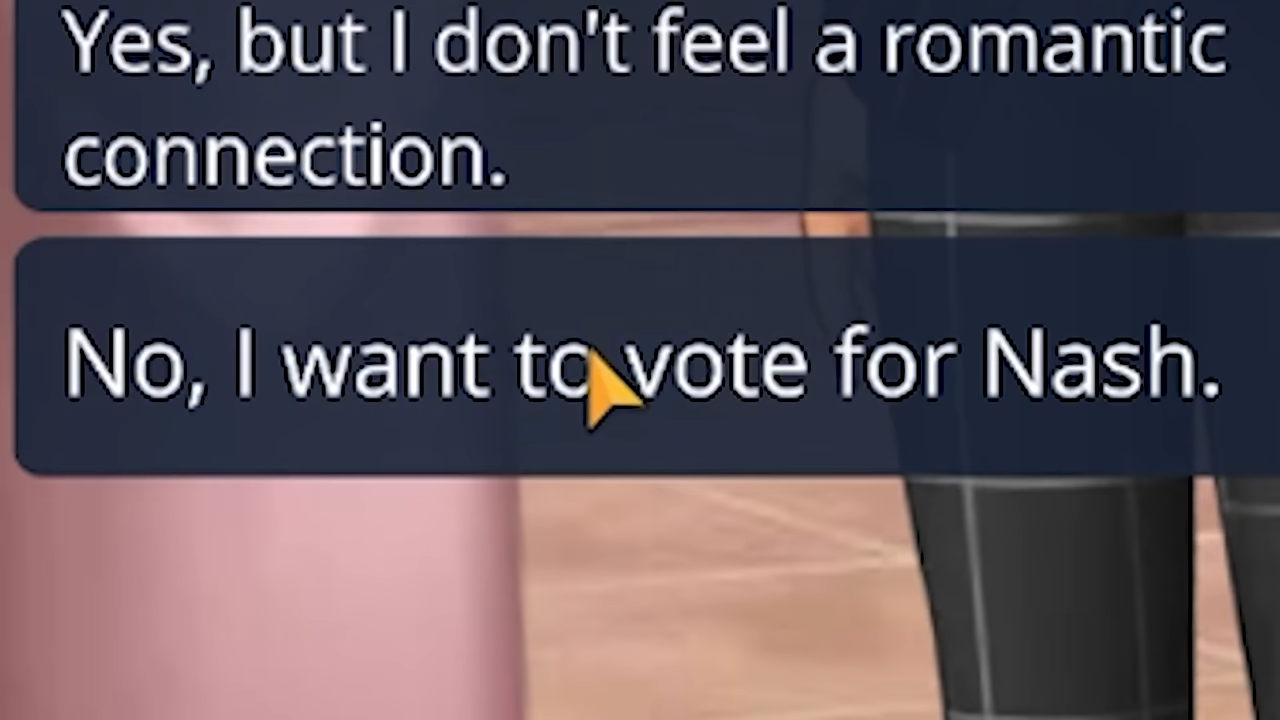 Yes, but I don't feel a romantic
connection.
No, I want to vote for Nash.